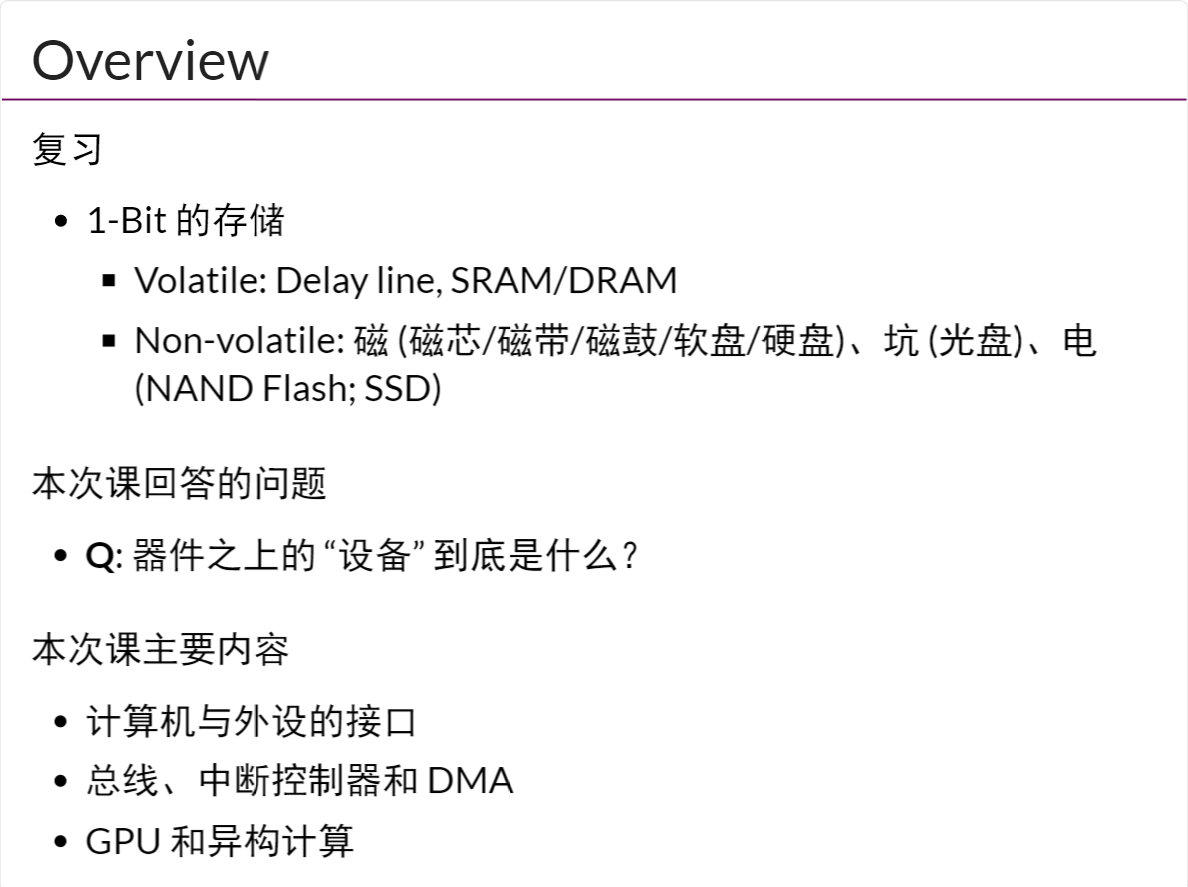 Overview
复习
• 1-Bit 的存储
▪ Volatile: Delay line, SRAM/DRAM
▪ Non-volatile: 磁 (磁芯/磁带/磁鼓/软盘/硬盘)、坑 (光盘)、电
(NAND Flash; SSD)
本次课回答的问题
• Q: 器件之上的 “设备” 到底是什么？
本次课主要内容
• 计算机与外设的接口
• 总线、中断控制器和 DMA
• GPU 和异构计算